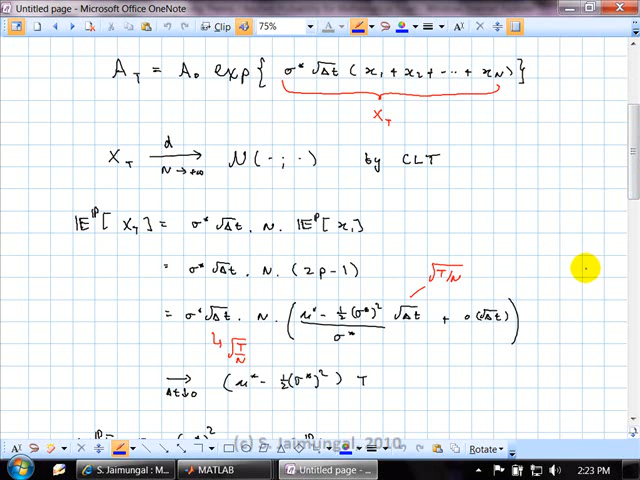 Untitled page - Microsoft Office OneNote
75%
A_T = A_0 exp{ σ* √Δt ( x_1 + x_2 + ... + x_N ) }
X_T
X_T —d→ N→+∞ N( · ; · ) by CLT
𝔼^ℙ[ X_T ] = σ* √Δt . N . 𝔼^ℙ[ x_1 ]
= σ* √Δt . N . ( 2p - 1 )
√T/N
= σ* √Δt . N . ( (μ* - ½(σ*)²)/σ* √Δt + o(√Δt) )
↳ √(T/N)
⟶ Δt↓0 ( μ* - ½(σ*)² ) T
(c) S. Jaimungal, 2010
Rotate
S. Jaimungal : M...
MATLAB
Untitled page - Micr...
2:23 PM